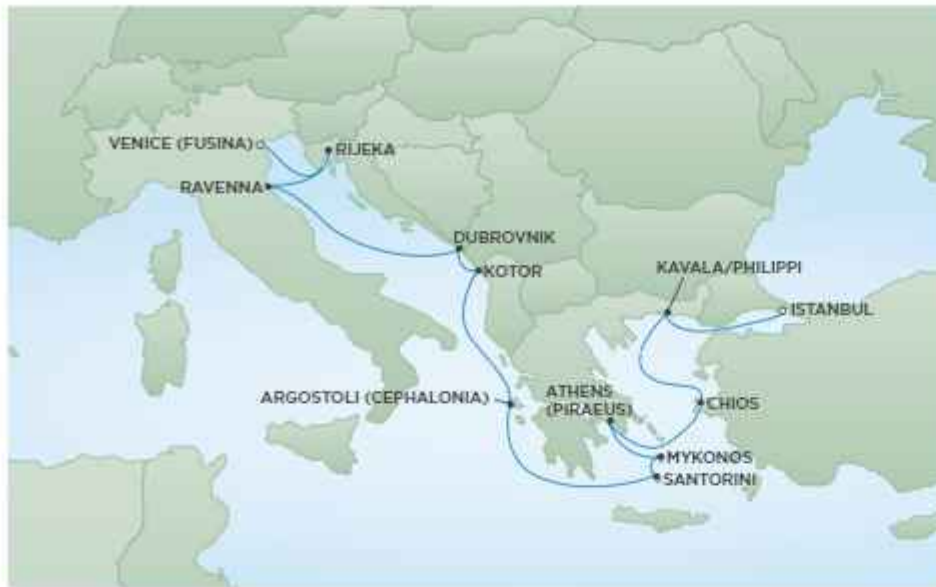 VENICE (FUSINA)
RIJEKA
RAVENNA
DUBROVNIK
KOTOR
KAVALA/PHILIPPI
ISTANBUL
ARGOSTOLI (CEPHALONIA)
ATHENS
(PIRAEUS)
CHIOS
MYKONOS
SANTORINI